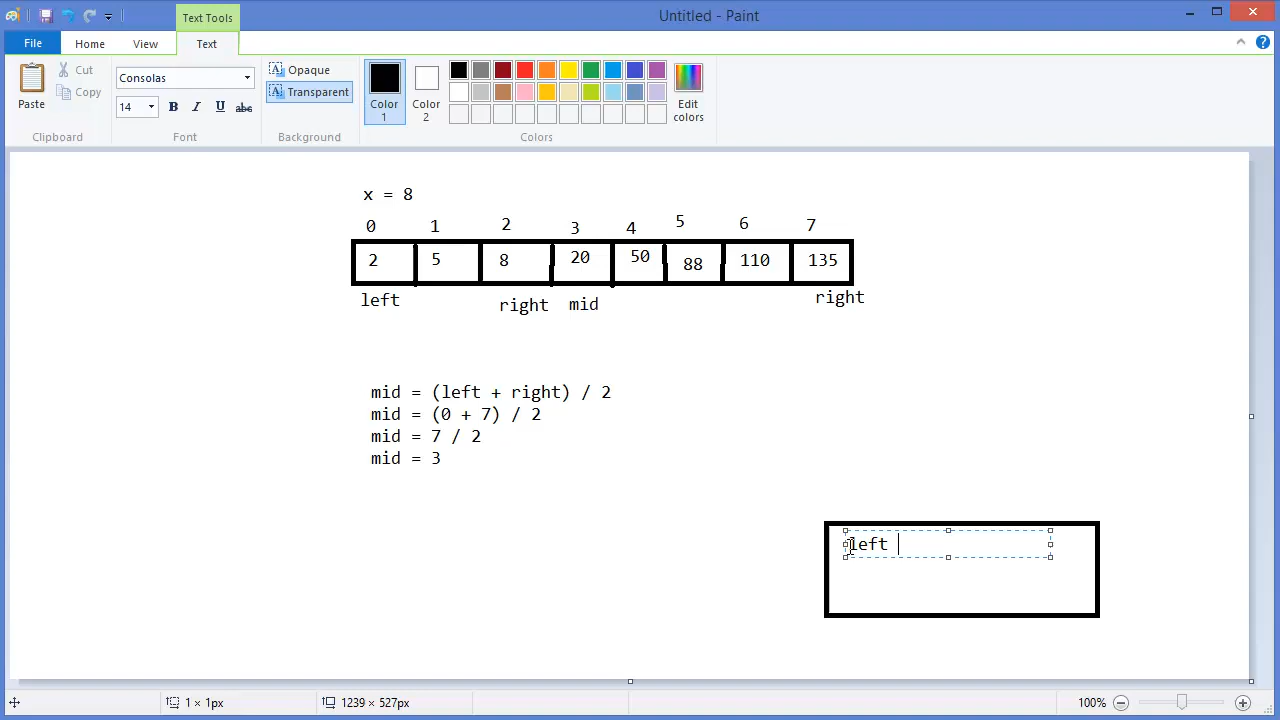 Text Tools
Untitled - Paint
File
Home
View
Text
Paste
Cut
Copy
Clipboard
Consolas
14
B
I
U
abc
Font
Opaque
Transparent
Background
Color 1
Color 2
Edit colors
Colors
x = 8
0 1 2 3 4 5 6 7
2 5 8 20 50 88 110 135
left right mid right
mid = (left + right) / 2
mid = (0 + 7) / 2
mid = 7 / 2
mid = 3
left
1 × 1px
1239 × 527px
100%